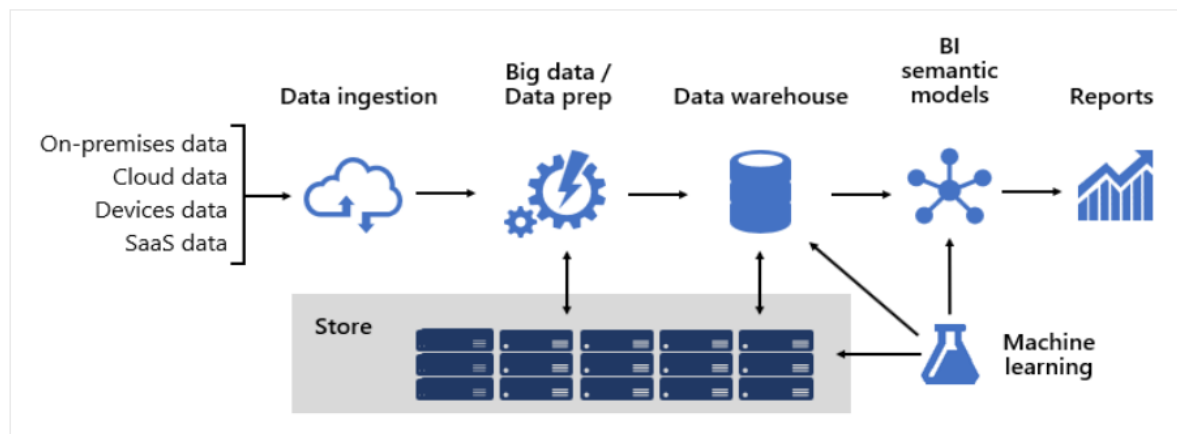 Data ingestion
Big data /
Data prep
Data warehouse
BI
semantic
models
Reports
On-premises data
Cloud data
Devices data
SaaS data
Store
Machine
learning